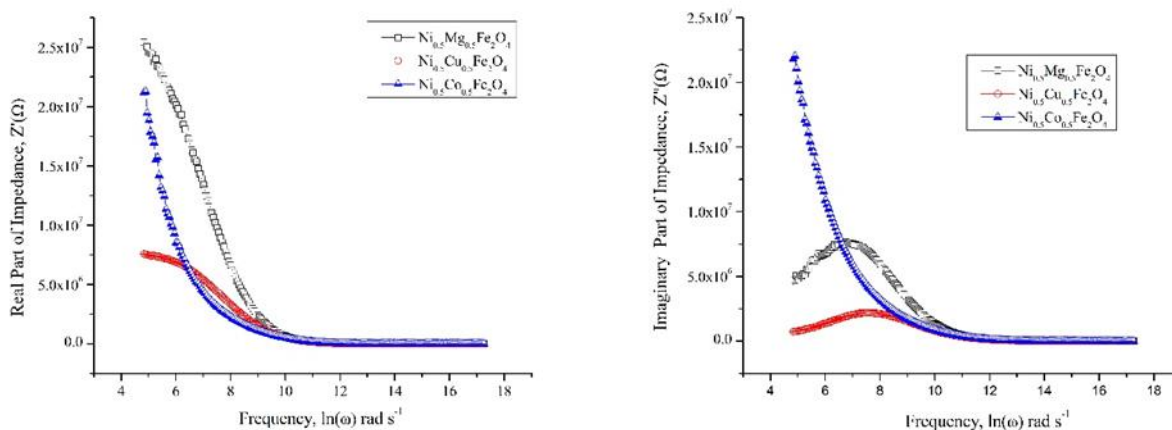 Real Part of Impedance, Z'(Ω)
2.5x10⁷
2.0x10⁷
1.5x10⁷
1.0x10⁷
5.0x10⁶
0.0
4 6 8 10 12 14 16 18
Frequency, ln(ω) rad s⁻¹
Ni₀.₅Mg₀.₅Fe₂O₄
Ni₀.₅Cu₀.₅Fe₂O₄
Ni₀.₅Co₀.₅Fe₂O₄
Imaginary Part of Impedance, Z"(Ω)
2.5x10⁷
2.0x10⁷
1.5x10⁷
1.0x10⁷
5.0x10⁶
0.0
4 6 8 10 12 14 16 18
Frequency, ln(ω) rad s⁻¹
Ni₀.₅Mg₀.₅Fe₂O₄
Ni₀.₅Cu₀.₅Fe₂O₄
Ni₀.₅Co₀.₅Fe₂O₄